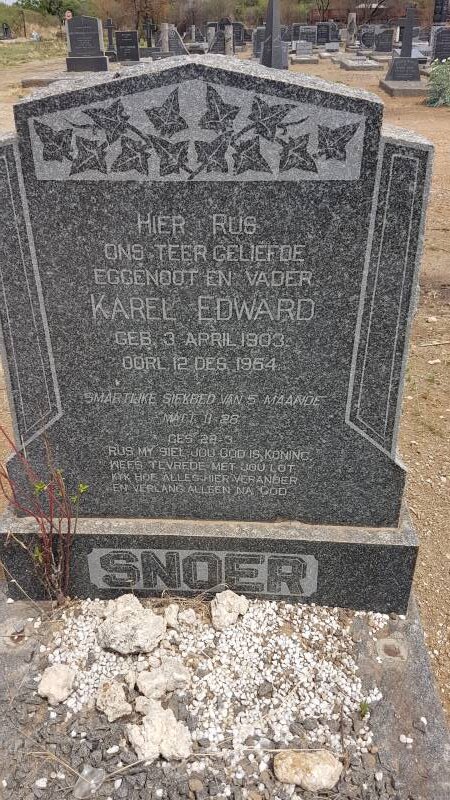 HIER RUS
ONS TEER GELIEFDE
EGGENOOT EN VADER
KAREL EDWARD
GEB. 3 APRIL 1903.
OORL. 12 DES. 1954.
SMARTLIKE SIEKBED VAN 5 MAANDE
MATT. 11-28
GES. 28-3
RUS MY SIEL JOU GOD IS KONING
WEES TEVREDE MET JOU LOT
KYK HOE ALLES HIER VERANDER
EN VERLANG ALLEEN NA GOD
SNOER